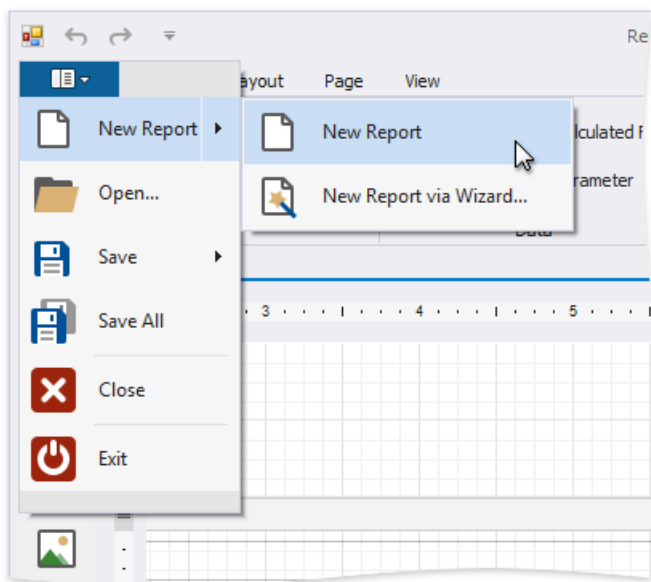 Re
ayout Page View
New Report
New Report
lculated F
Open...
New Report via Wizard...
rameter
Data
Save
3 4 5
Save All
Close
Exit